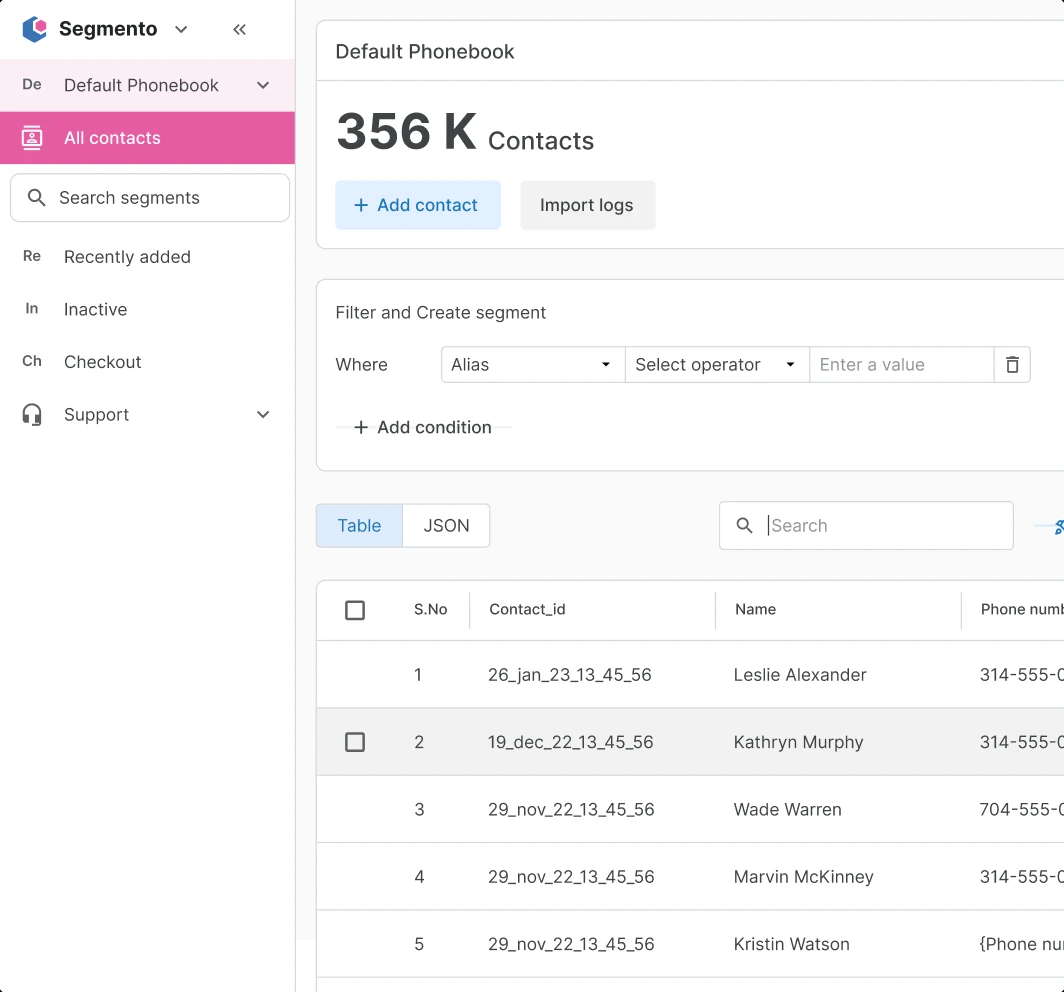 Segmento
De Default Phonebook
All contacts
Search segments
Re Recently added
In Inactive
Ch Checkout
Support
Default Phonebook
356 K Contacts
+ Add contact Import logs
Filter and Create segment
Where Alias Select operator Enter a value
+ Add condition
Table JSON Search
S.No Contact_id Name Phone
1 26_jan_23_13_45_56 Leslie Alexander 314-555-0
2 19_dec_22_13_45_56 Kathryn Murphy 314-555-0
3 29_nov_22_13_45_56 Wade Warren 704-555-0
4 29_nov_22_13_45_56 Marvin McKinney 314-555-0
5 29_nov_22_13_45_56 Kristin Watson {Phone